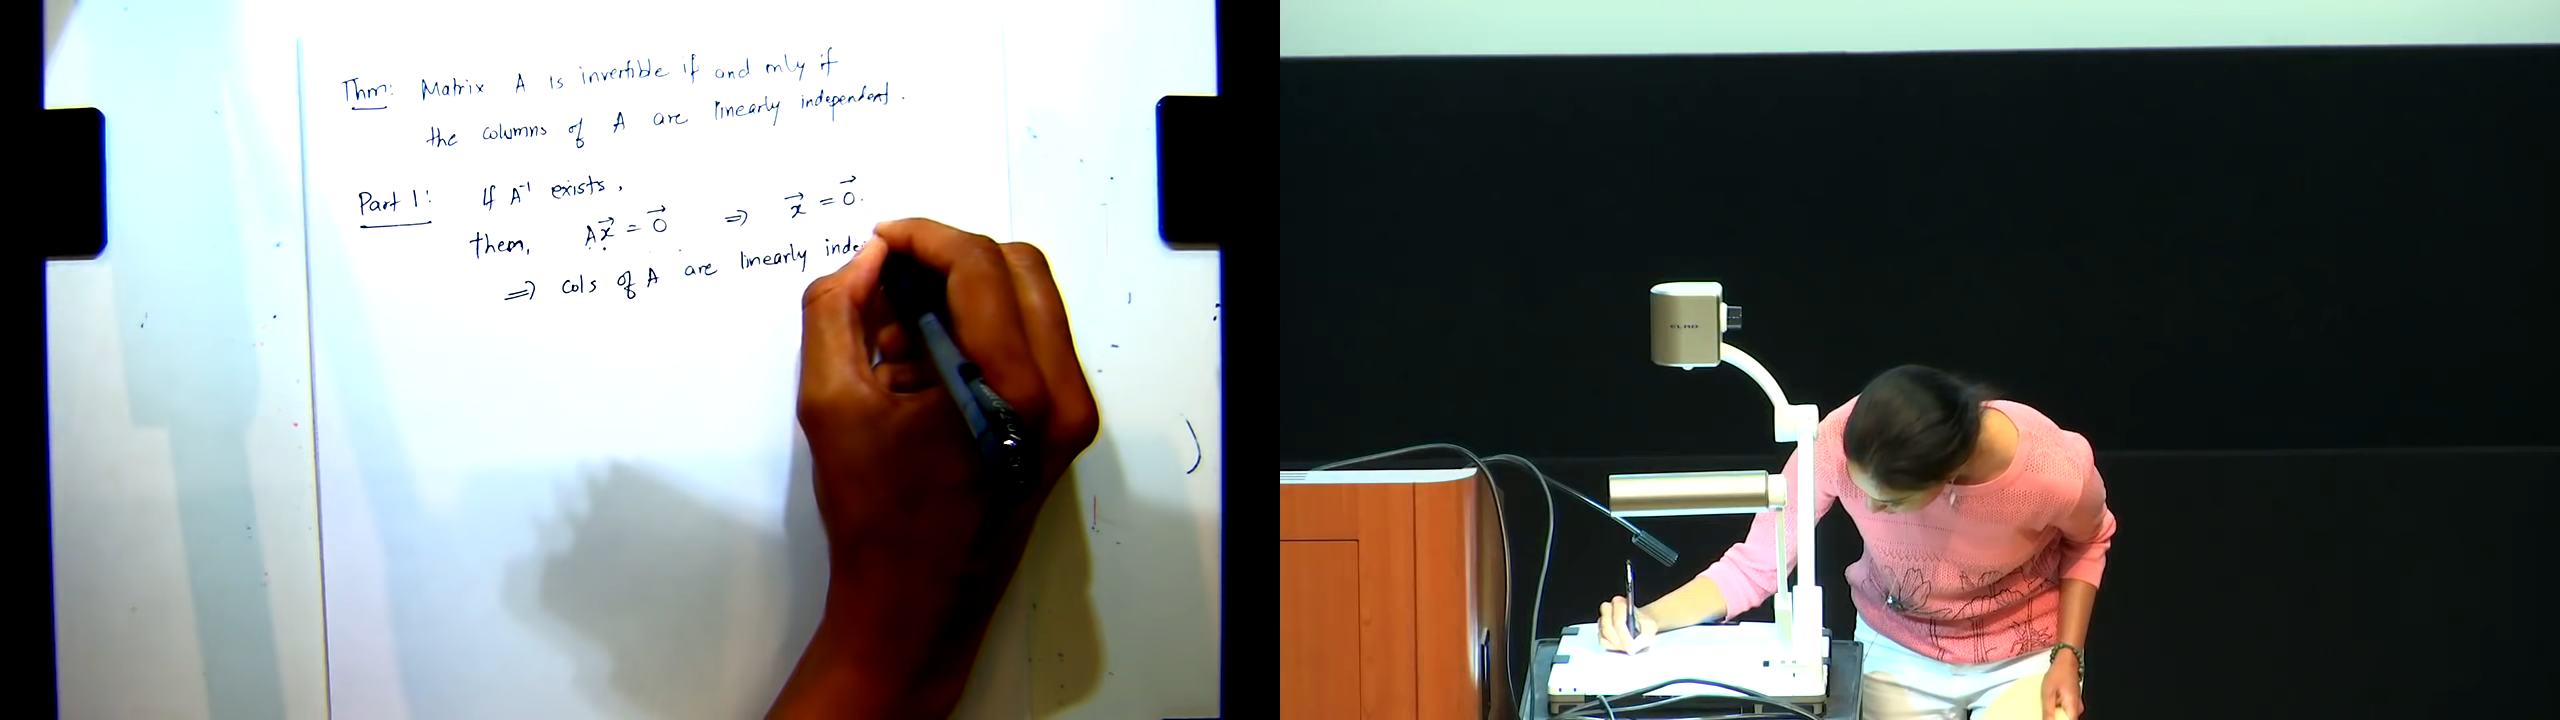 Thm: Matrix A is invertible if and only if
the columns of A are linearly independent.
Part 1: If A⁻¹ exists,
then, Ax⃗ = 0⃗ ⇒ x⃗ = 0⃗.
⇒ cols of A are linearly inde
ELMO